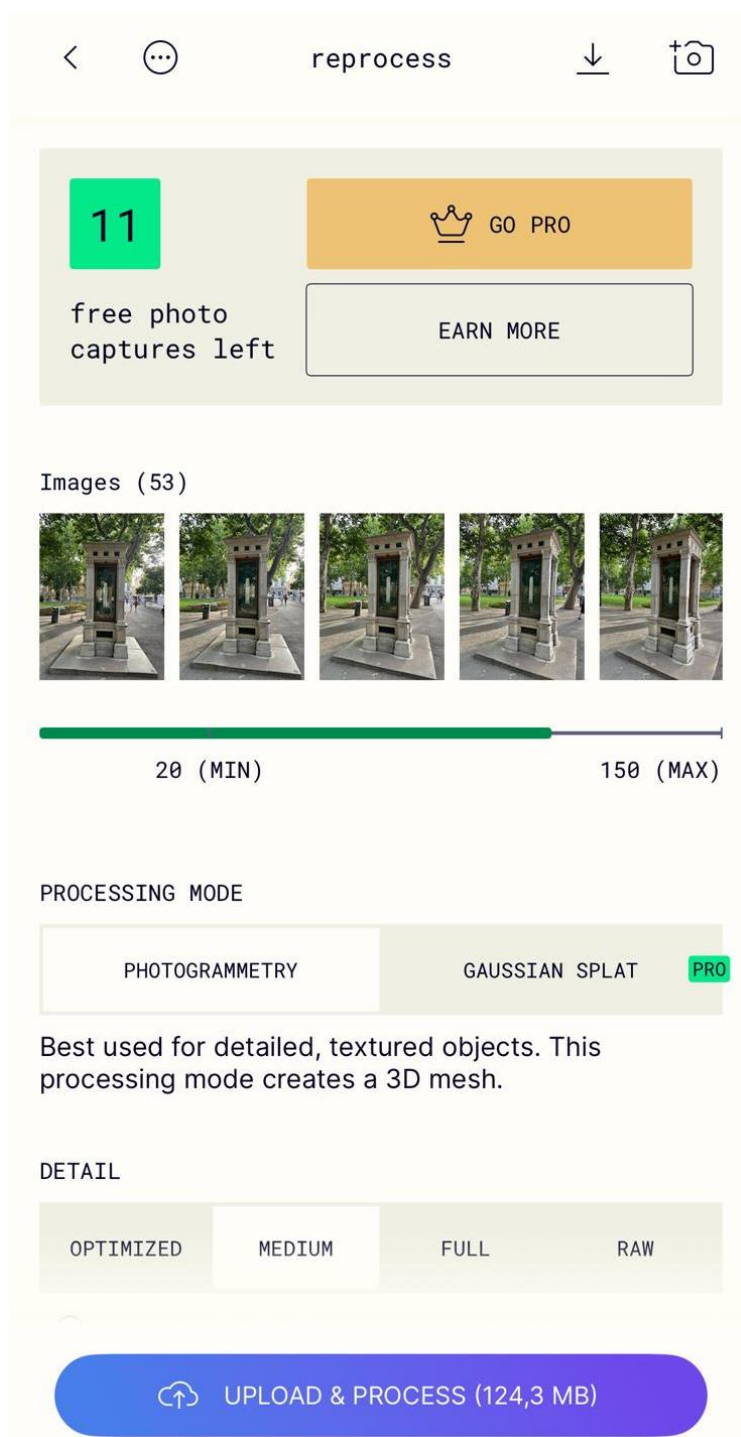 reprocess
11
free photo
captures left
GO PRO
EARN MORE
Images (53)
20 (MIN)
150 (MAX)
PROCESSING MODE
PHOTOGRAMMETRY
GAUSSIAN SPLAT
PRO
Best used for detailed, textured objects. This
processing mode creates a 3D mesh.
DETAIL
OPTIMIZED
MEDIUM
FULL
RAW
UPLOAD & PROCESS (124,3 MB)